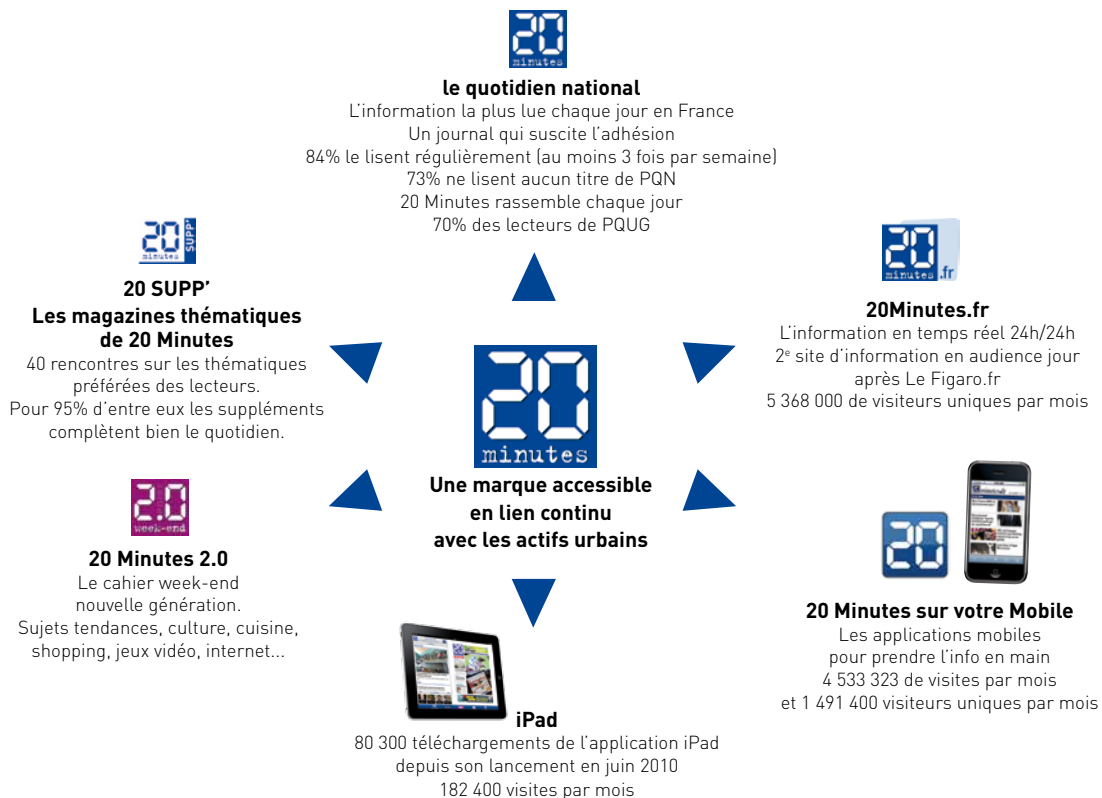 20
minutes
le quotidien national
L'information la plus lue chaque jour en France
Un journal qui suscite l'adhésion
84% le lisent régulièrement (au moins 3 fois par semaine)
73% ne lisent aucun titre de PQN
20 Minutes rassemble chaque jour
70% des lecteurs de PQUG
20
minutes
SUPP'
20 SUPP'
Les magazines thématiques
de 20 Minutes
40 rencontres sur les thématiques
préférées des lecteurs.
Pour 95% d'entre eux les suppléments
complètent bien le quotidien.
20
minutes
.fr
20Minutes.fr
L'information en temps réel 24h/24h
2e site d'information en audience jour
après Le Figaro.fr
5 368 000 de visiteurs uniques par mois
20
minutes
Une marque accessible
en lien continu
avec les actifs urbains
2.0
week-end
20 Minutes 2.0
Le cahier week-end
nouvelle génération.
Sujets tendances, culture, cuisine,
shopping, jeux vidéo, internet...
20
20 Minutes sur votre Mobile
Les applications mobiles
pour prendre l'info en main
4 533 323 de visites par mois
et 1 491 400 visiteurs uniques par mois
iPad
80 300 téléchargements de l'application iPad
depuis son lancement en juin 2010
182 400 visites par mois